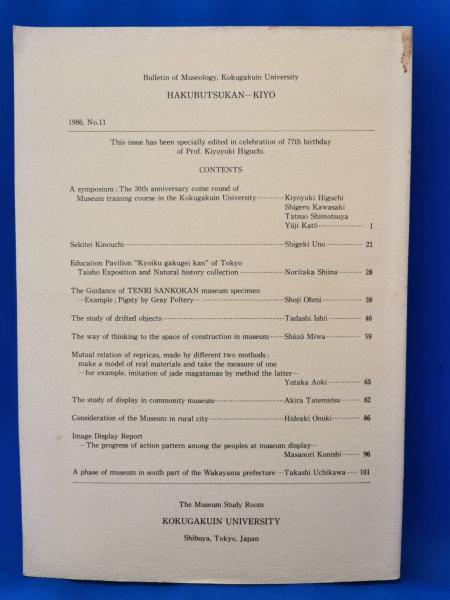 Bulletin of Museology, Kokugakuin University
HAKUBUTSUKAN—KIYO
1986, No.11
This issue has been specially edited in celebration of 77th birthday
of Prof. Kiyoyuki Higuchi.
CONTENTS
A symposium : The 30th anniversary come round of
Museum training course in the Kokugakuin University············Kiyoyuki Higuchi
Shigeru Kawasaki
Tatsuo Shimotsuya
Yūji Katō·················· 1
Sekitei Kinouchi············Shigeki Uno············ 21
Education Pavilion "Kyoiku gakugei kan" of Tokyo
Taisho Exposition and Natural history collection············Noritaka Shiina········· 28
The Guidance of TENRI SANKOKAN museum specimen
—Example ; Pigsty by Gray Poltery—············Shoji Ohmi············ 38
The study of drifted objects············Tadashi Ishii············ 46
The way of thinking to the space of construction in museum······Shūzō Miwa············ 59
Mutual relation of repricas, made by different two mothods :
make a model of real materials and take the measure of one
—for example, imitation of jade magatamas by method the latter—
Yutaka Aoki············ 65
The study of display in community museum············Akira Tatematsu ······ 82
Consideration of the Museum in rural city············Hideaki Onuki········· 86
Image Display Report
—The progress of action pattern among the peoples at museum display—
Masanori Konishi········ 96
A phase of museum in south part of the Wakayama prefecture···Takashi Uchikawa····· 101
The Museum Study Room
KOKUGAKUIN UNIVERSITY
Shibuya, Tokyo, Japan